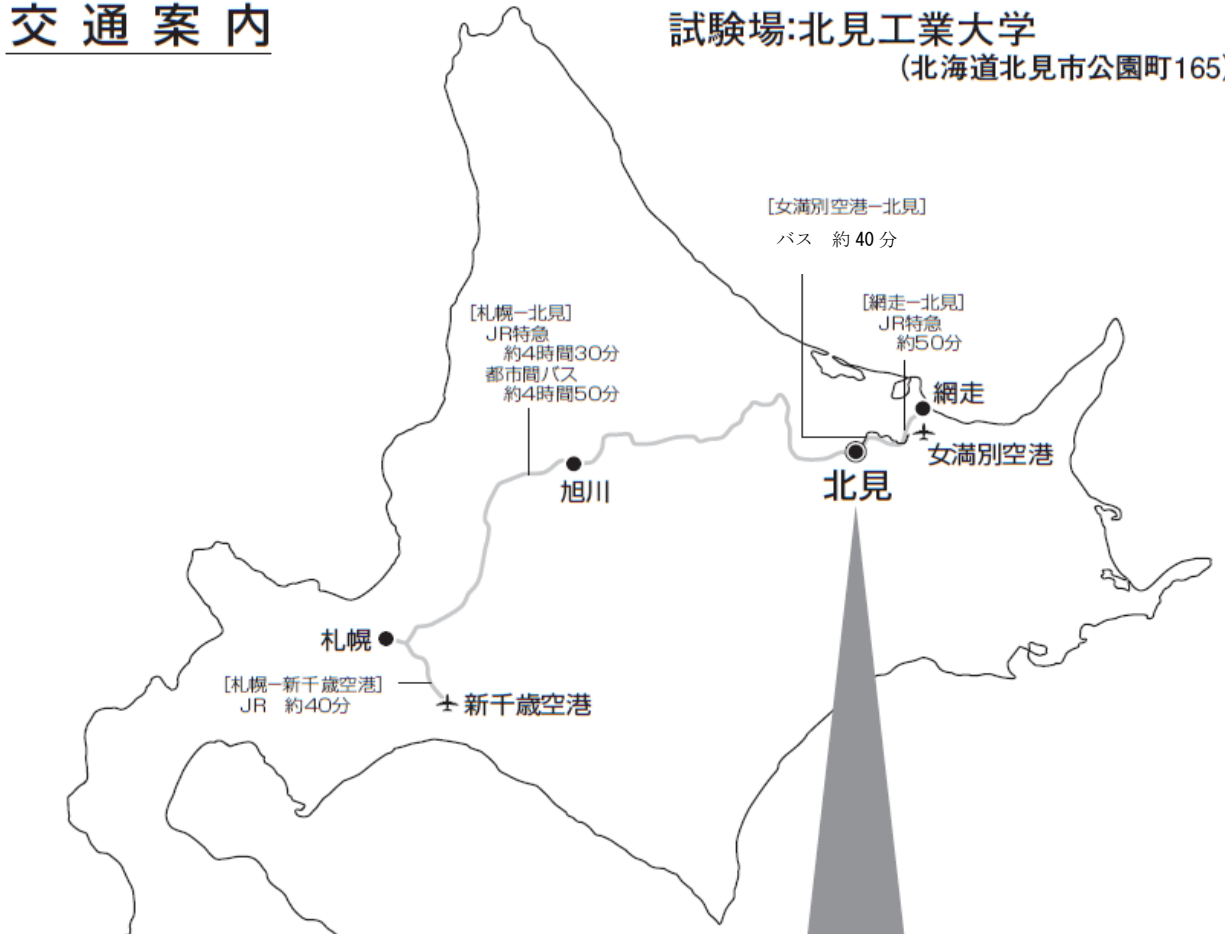 交通案内
試験場:北見工業大学
(北海道北見市公園町165)
[女満別空港−北見]
バス 約40分
[札幌−北見]
JR特急
約4時間30分
都市間バス
約4時間50分
[網走−北見]
JR特急
約50分
網走
女満別空港
北見
旭川
札幌
[札幌−新千歳空港]
JR 約40分
新千歳空港